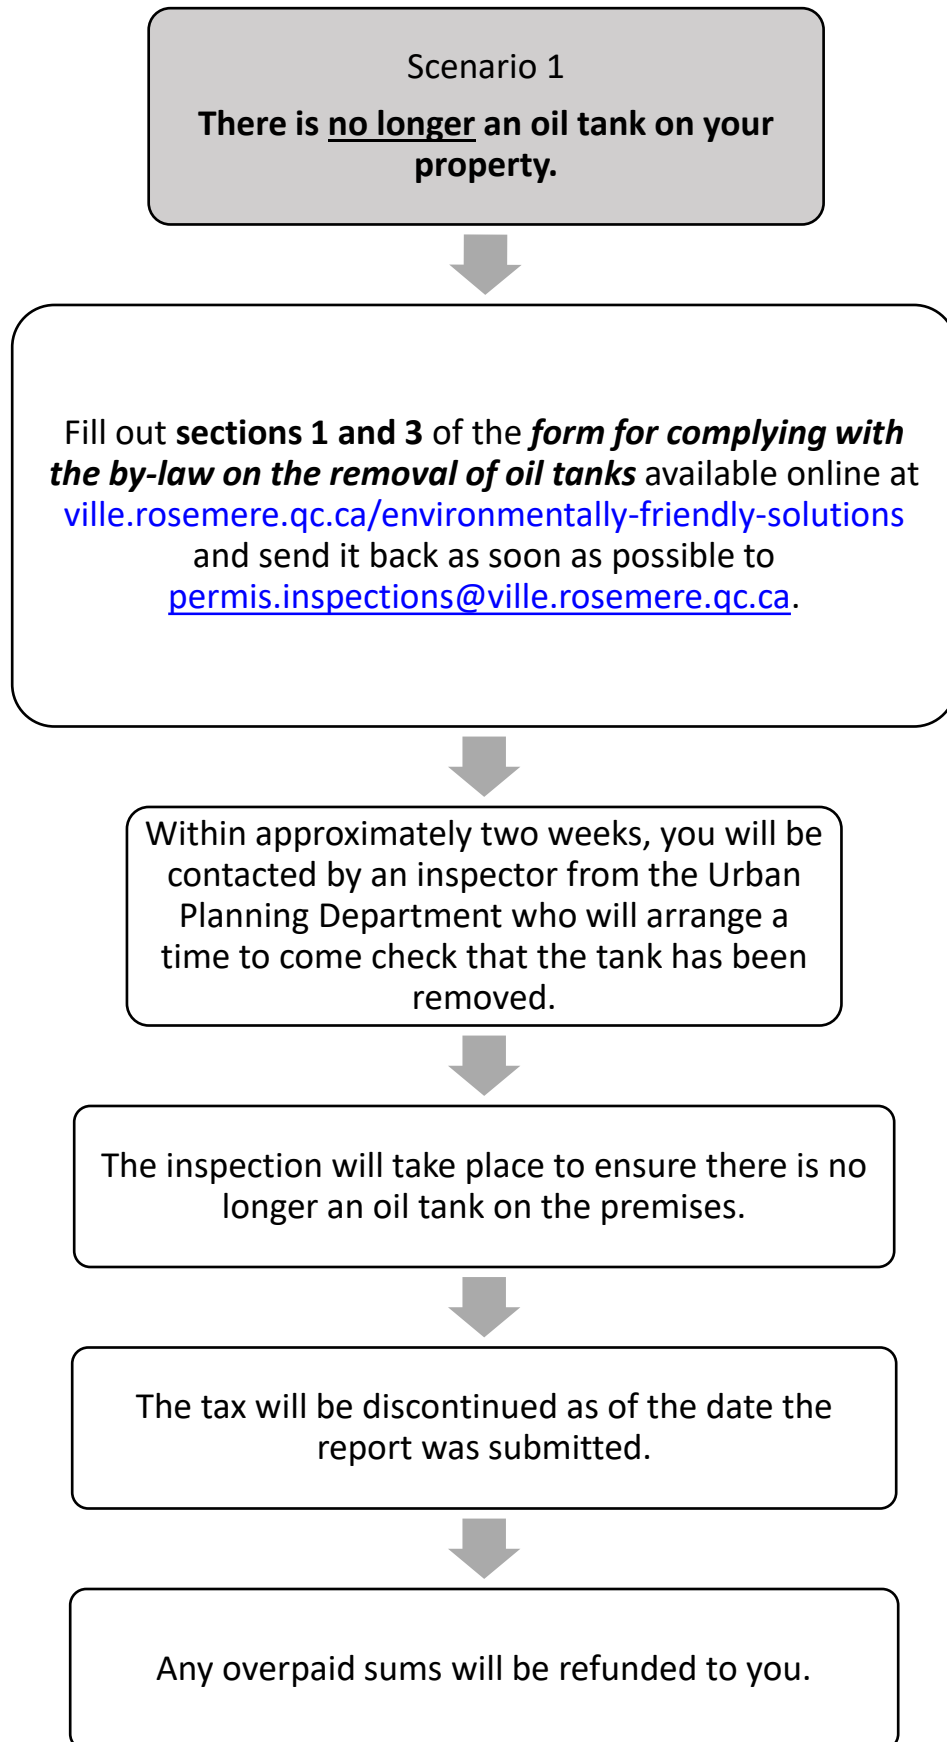 Scenario 1
There is no longer an oil tank on your
property.
Fill out sections 1 and 3 of the form for complying with
the by-law on the removal of oil tanks available online at
ville.rosemere.qc.ca/environmentally-friendly-solutions
and send it back as soon as possible to
permis.inspections@ville.rosemere.qc.ca.
Within approximately two weeks, you will be
contacted by an inspector from the Urban
Planning Department who will arrange a
time to come check that the tank has been
removed.
The inspection will take place to ensure there is no
longer an oil tank on the premises.
The tax will be discontinued as of the date the
report was submitted.
Any overpaid sums will be refunded to you.